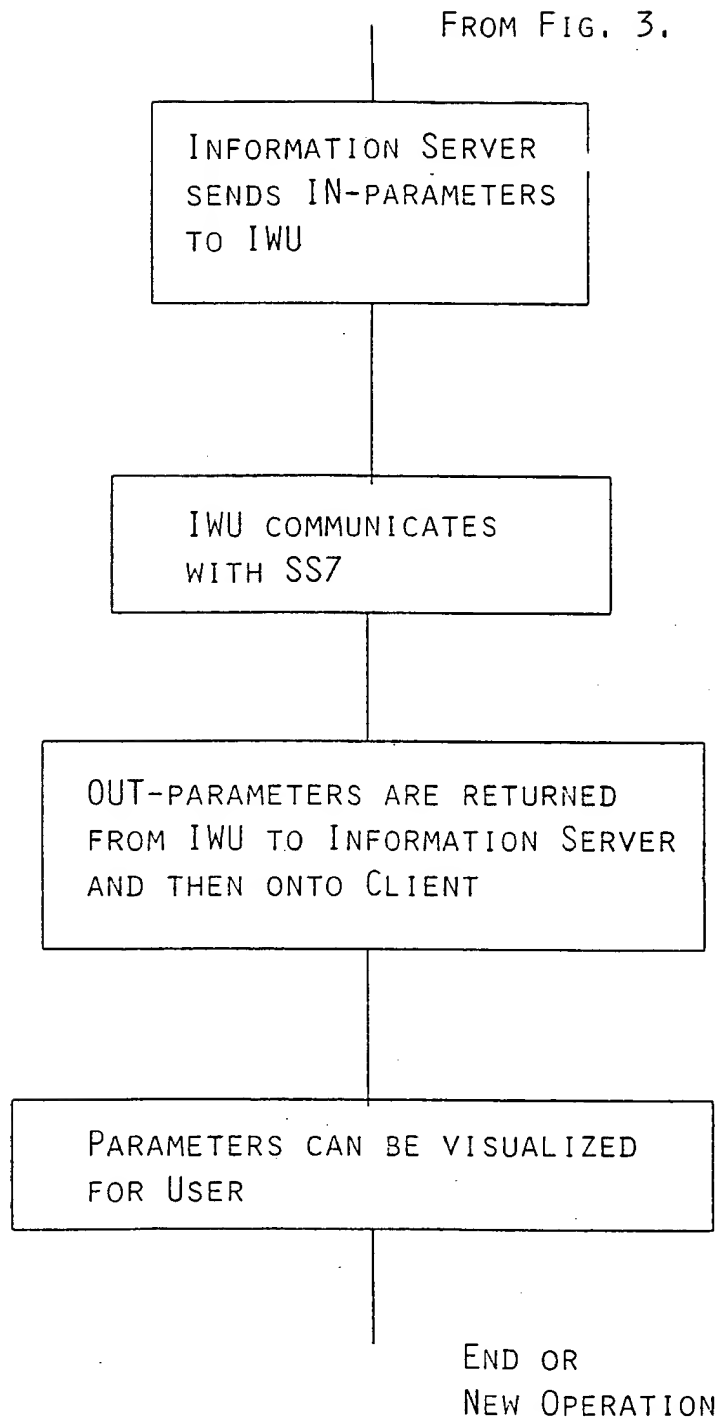 FROM FIG. 3.
INFORMATION SERVER
SENDS IN-PARAMETERS
TO IWU
IWU COMMUNICATES
WITH SS7
OUT-PARAMETERS ARE RETURNED
FROM IWU TO INFORMATION SERVER
AND THEN ONTO CLIENT
PARAMETERS CAN BE VISUALIZED
FOR USER
END OR
NEW OPERATION